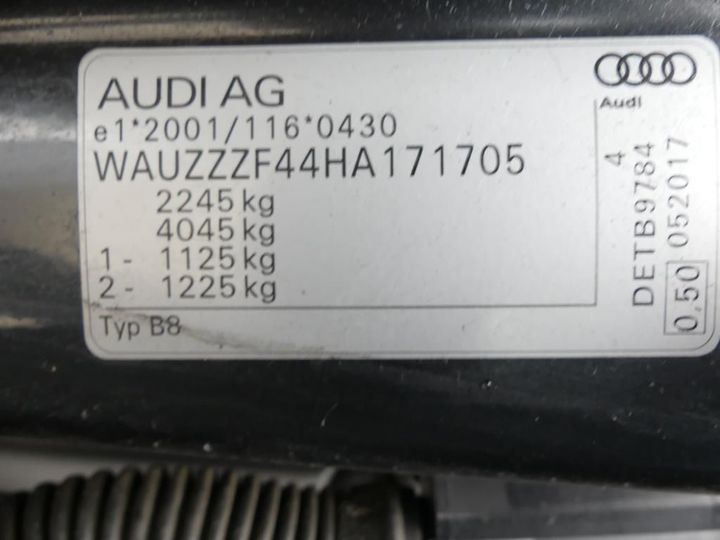 AUDI AG
Audi
e1*2001/116*0430
WAUZZZF44HA171705
2245 kg
4045 kg
1 - 1125 kg
2 - 1225 kg
Typ B8
4
DETB9784
052017
0,50